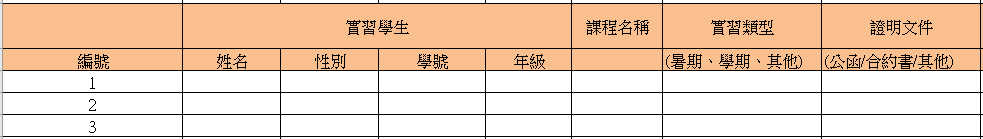 實習學生 課程名稱 實習類型 證明文件
編號 姓名 性別 學號 年級 (暑期、學期、其他) (公函/合約書/其他)
1
2
3